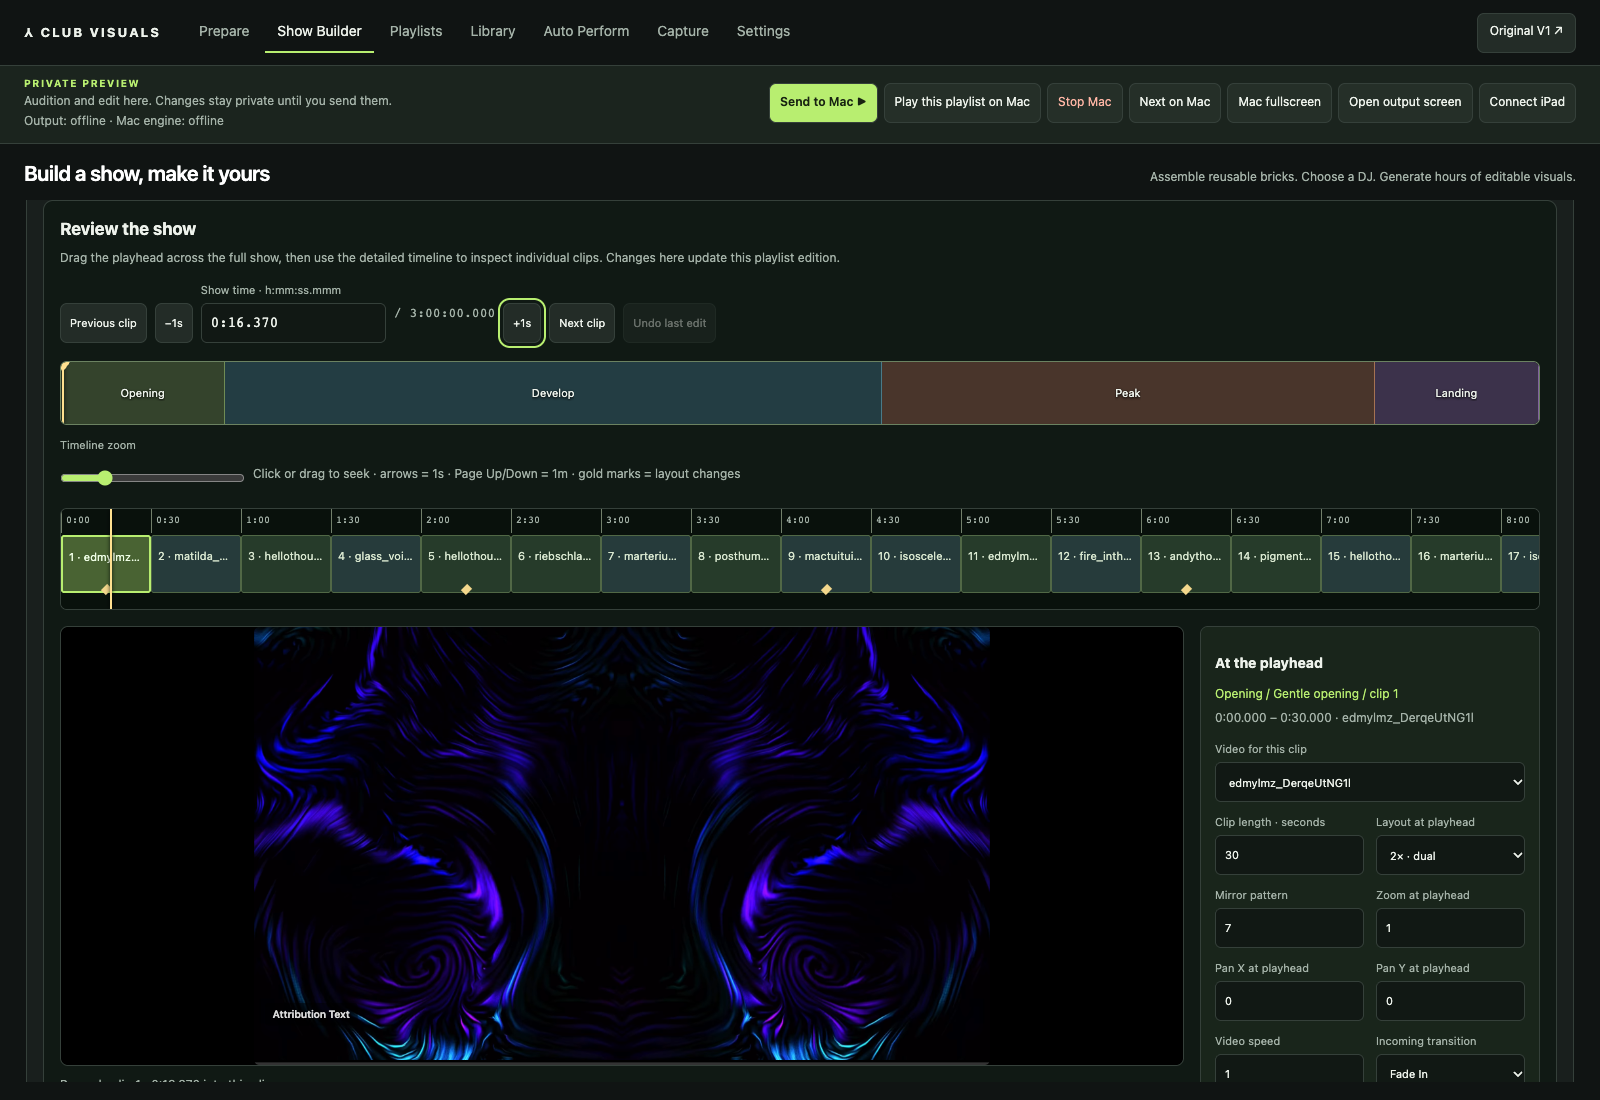 ⅄ CLUB VISUALS
Prepare
Show Builder
Playlists
Library
Auto Perform
Capture
Settings
Original V1 ↗
PRIVATE PREVIEW
Audition and edit here. Changes stay private until you send them.
Output: offline · Mac engine: offline
Send to Mac ▶
Play this playlist on Mac
Stop Mac
Next on Mac
Mac fullscreen
Open output screen
Connect iPad
Build a show, make it yours
Assemble reusable bricks. Choose a DJ. Generate hours of editable visuals.
Review the show
Drag the playhead across the full show, then use the detailed timeline to inspect individual clips. Changes here update this playlist edition.
Show time · h:mm:ss.mmm
Previous clip
−1s
0:16.370
/ 3:00:00.000
+1s
Next clip
Undo last edit
Opening
Develop
Peak
Landing
Timeline zoom
Click or drag to seek · arrows = 1s · Page Up/Down = 1m · gold marks = layout changes
0:00
0:30
1:00
1:30
2:00
2:30
3:00
3:30
4:00
4:30
5:00
5:30
6:00
6:30
7:00
7:30
8:00
1 · edmylmz...
2 · matilda_...
3 · hellothou...
4 · glass_voi...
5 · hellothou...
6 · riebschla...
7 · marteriu...
8 · posthum...
9 · mactuitui...
10 · isoscele...
11 · edmylm...
12 · fire_inth...
13 · andytho...
14 · pigment...
15 · hellotho...
16 · marteriu...
17 · is
Attribution Text
At the playhead
Opening / Gentle opening / clip 1
0:00.000 – 0:30.000 · edmylmz_DerqeUtNG1I
Video for this clip
edmylmz_DerqeUtNG1I
Clip length · seconds
Layout at playhead
30
2× · dual
Mirror pattern
Zoom at playhead
7
1
Pan X at playhead
Pan Y at playhead
0
0
Video speed
Incoming transition
1
Fade In